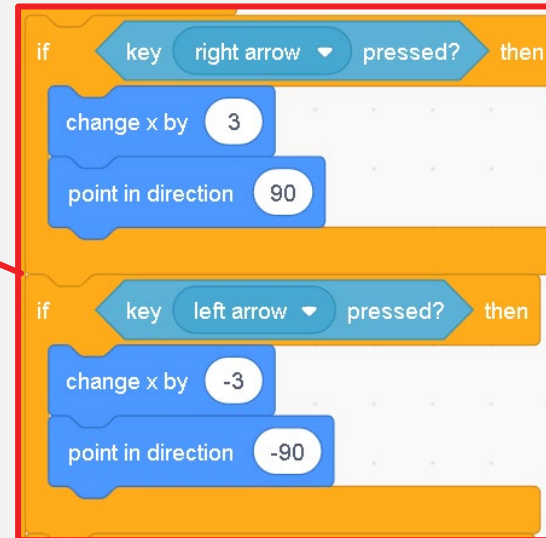 if key right arrow pressed? then
change x by 3
point in direction 90
if key left arrow pressed? then
change x by -3
point in direction -90